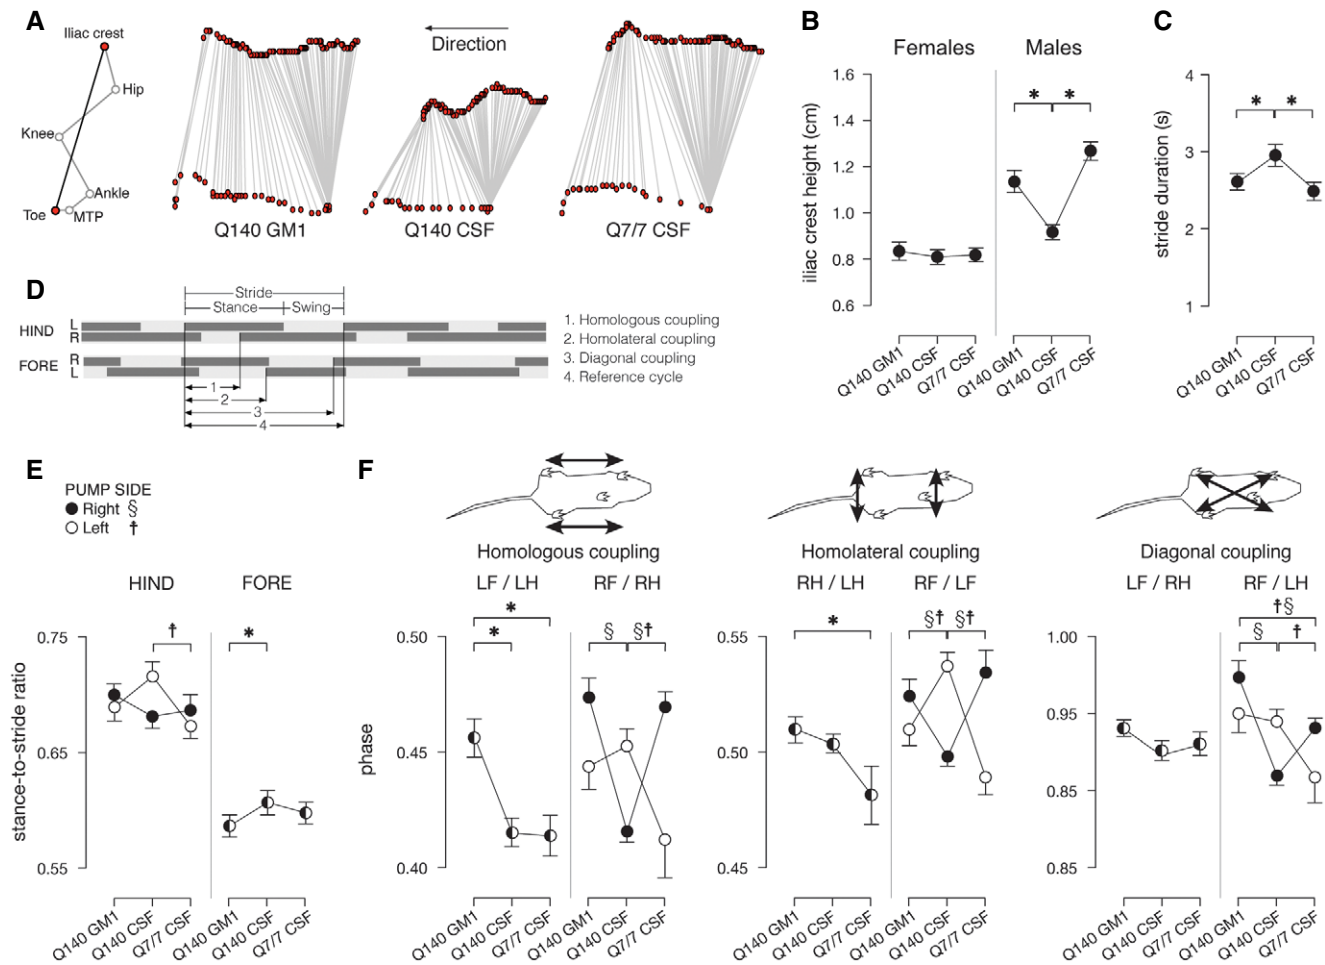 A
Iliac crest
Hip
Knee
Ankle
Toe
MTP
Direction
Q140 GM1
Q140 CSF
Q7/7 CSF
B
Females
Males
iliac crest height (cm)
1.6
1.4
1.2
1.0
0.8
0.6
* *
Q140 GM1
Q140 CSF
Q7/7 CSF
Q140 GM1
Q140 CSF
Q7/7 CSF
C
stride duration (s)
4
3
2
1
* *
Q140 GM1
Q140 CSF
Q7/7 CSF
D
Stride
Stance
Swing
HIND
L
R
FORE
R
L
1
2
3
4
1. Homologous coupling
2. Homolateral coupling
3. Diagonal coupling
4. Reference cycle
E
PUMP SIDE
Right §
Left †
HIND
FORE
stance-to-stride ratio
0.75
0.65
0.55
†
*
Q140 GM1
Q140 CSF
Q7/7 CSF
Q140 GM1
Q140 CSF
Q7/7 CSF
F
Homologous coupling
LF / LH
RF / RH
phase
0.50
0.45
0.40
*
*
§ §†
Q140 GM1
Q140 CSF
Q7/7 CSF
Q140 GM1
Q140 CSF
Q7/7 CSF
Homolateral coupling
RH / LH
RF / LF
0.55
0.50
0.45
*
§† §†
Q140 GM1
Q140 CSF
Q7/7 CSF
Q140 GM1
Q140 CSF
Q7/7 CSF
Diagonal coupling
LF / RH
RF / LH
1.00
0.95
0.85
0.85
†§
§ †
Q140 GM1
Q140 CSF
Q7/7 CSF
Q140 GM1
Q140 CSF
Q7/7 CSF